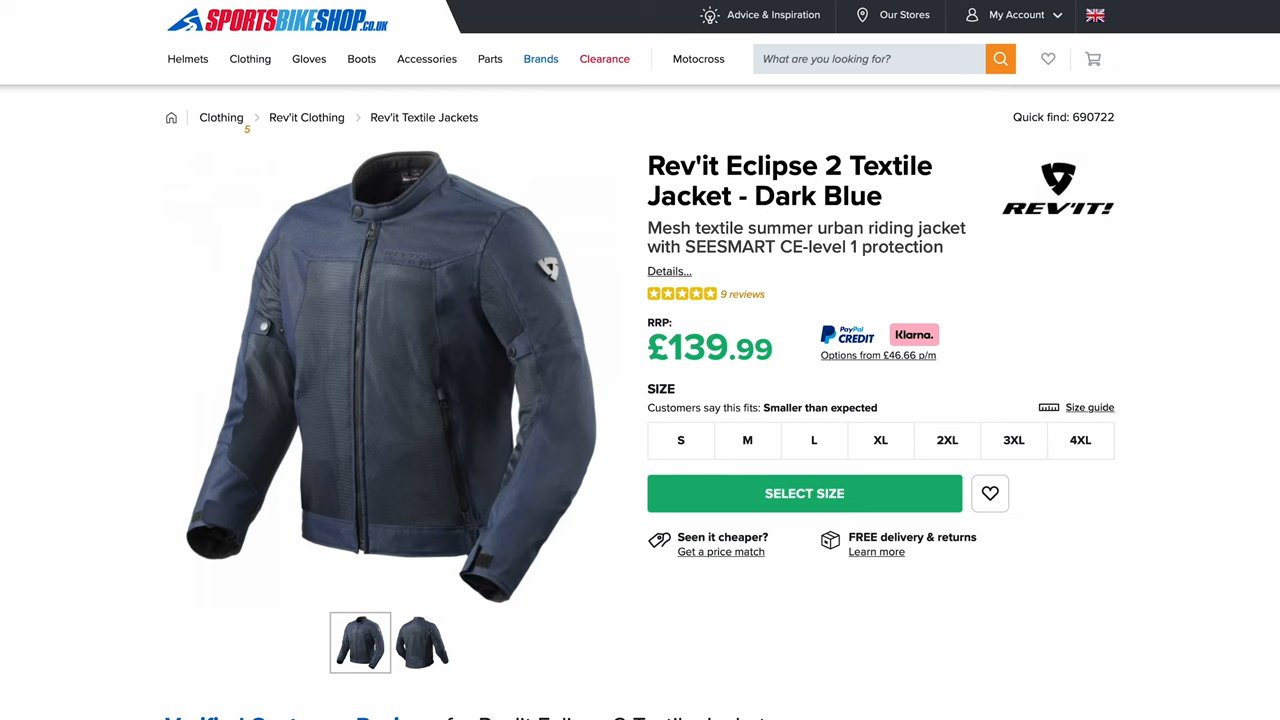 SPORTSBIKESHOP.CO.UK
Advice & Inspiration
Our Stores
My Account
Helmets
Clothing
Gloves
Boots
Accessories
Parts
Brands
Clearance
Motocross
What are you looking for?
Clothing
Rev'it Clothing
Rev'it Textile Jackets
Quick find: 690722
5
Rev'it Eclipse 2 Textile
Jacket - Dark Blue
REV'IT!
Mesh textile summer urban riding jacket
with SEESMART CE-level 1 protection
Details...
9 reviews
RRP:
£139.99
PayPal
CREDIT
Klarna.
Options from £46.66 p/m
SIZE
Customers say this fits: Smaller than expected
Size guide
S
M
L
XL
2XL
3XL
4XL
SELECT SIZE
Seen it cheaper?
Get a price match
FREE delivery & returns
Learn more